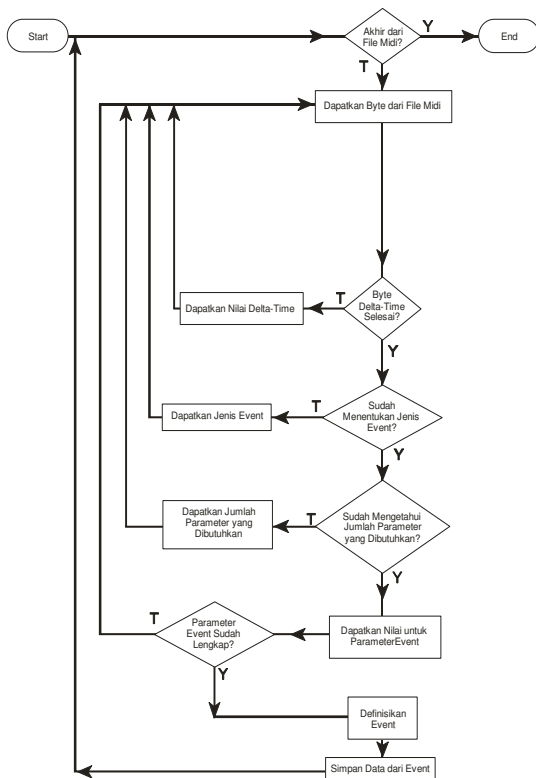 Start
Akhir dari
File Midi?
Y
End
T
Dapatkan Byte dari File Midi
Byte
Delta-Time
Selesai?
T
Dapatkan Nilai Delta-Time
Y
Sudah
Menentukan Jenis
Event?
T
Dapatkan Jenis Event
Y
Sudah Mengetahui
Jumlah Parameter
yang Dibutuhkan?
T
Dapatkan Jumlah
Parameter yang
Dibutuhkan
Y
Dapatkan Nilai untuk
ParameterEvent
Parameter
Event Sudah
Lengkap?
T
Y
Definisikan
Event
Simpan Data dari Event